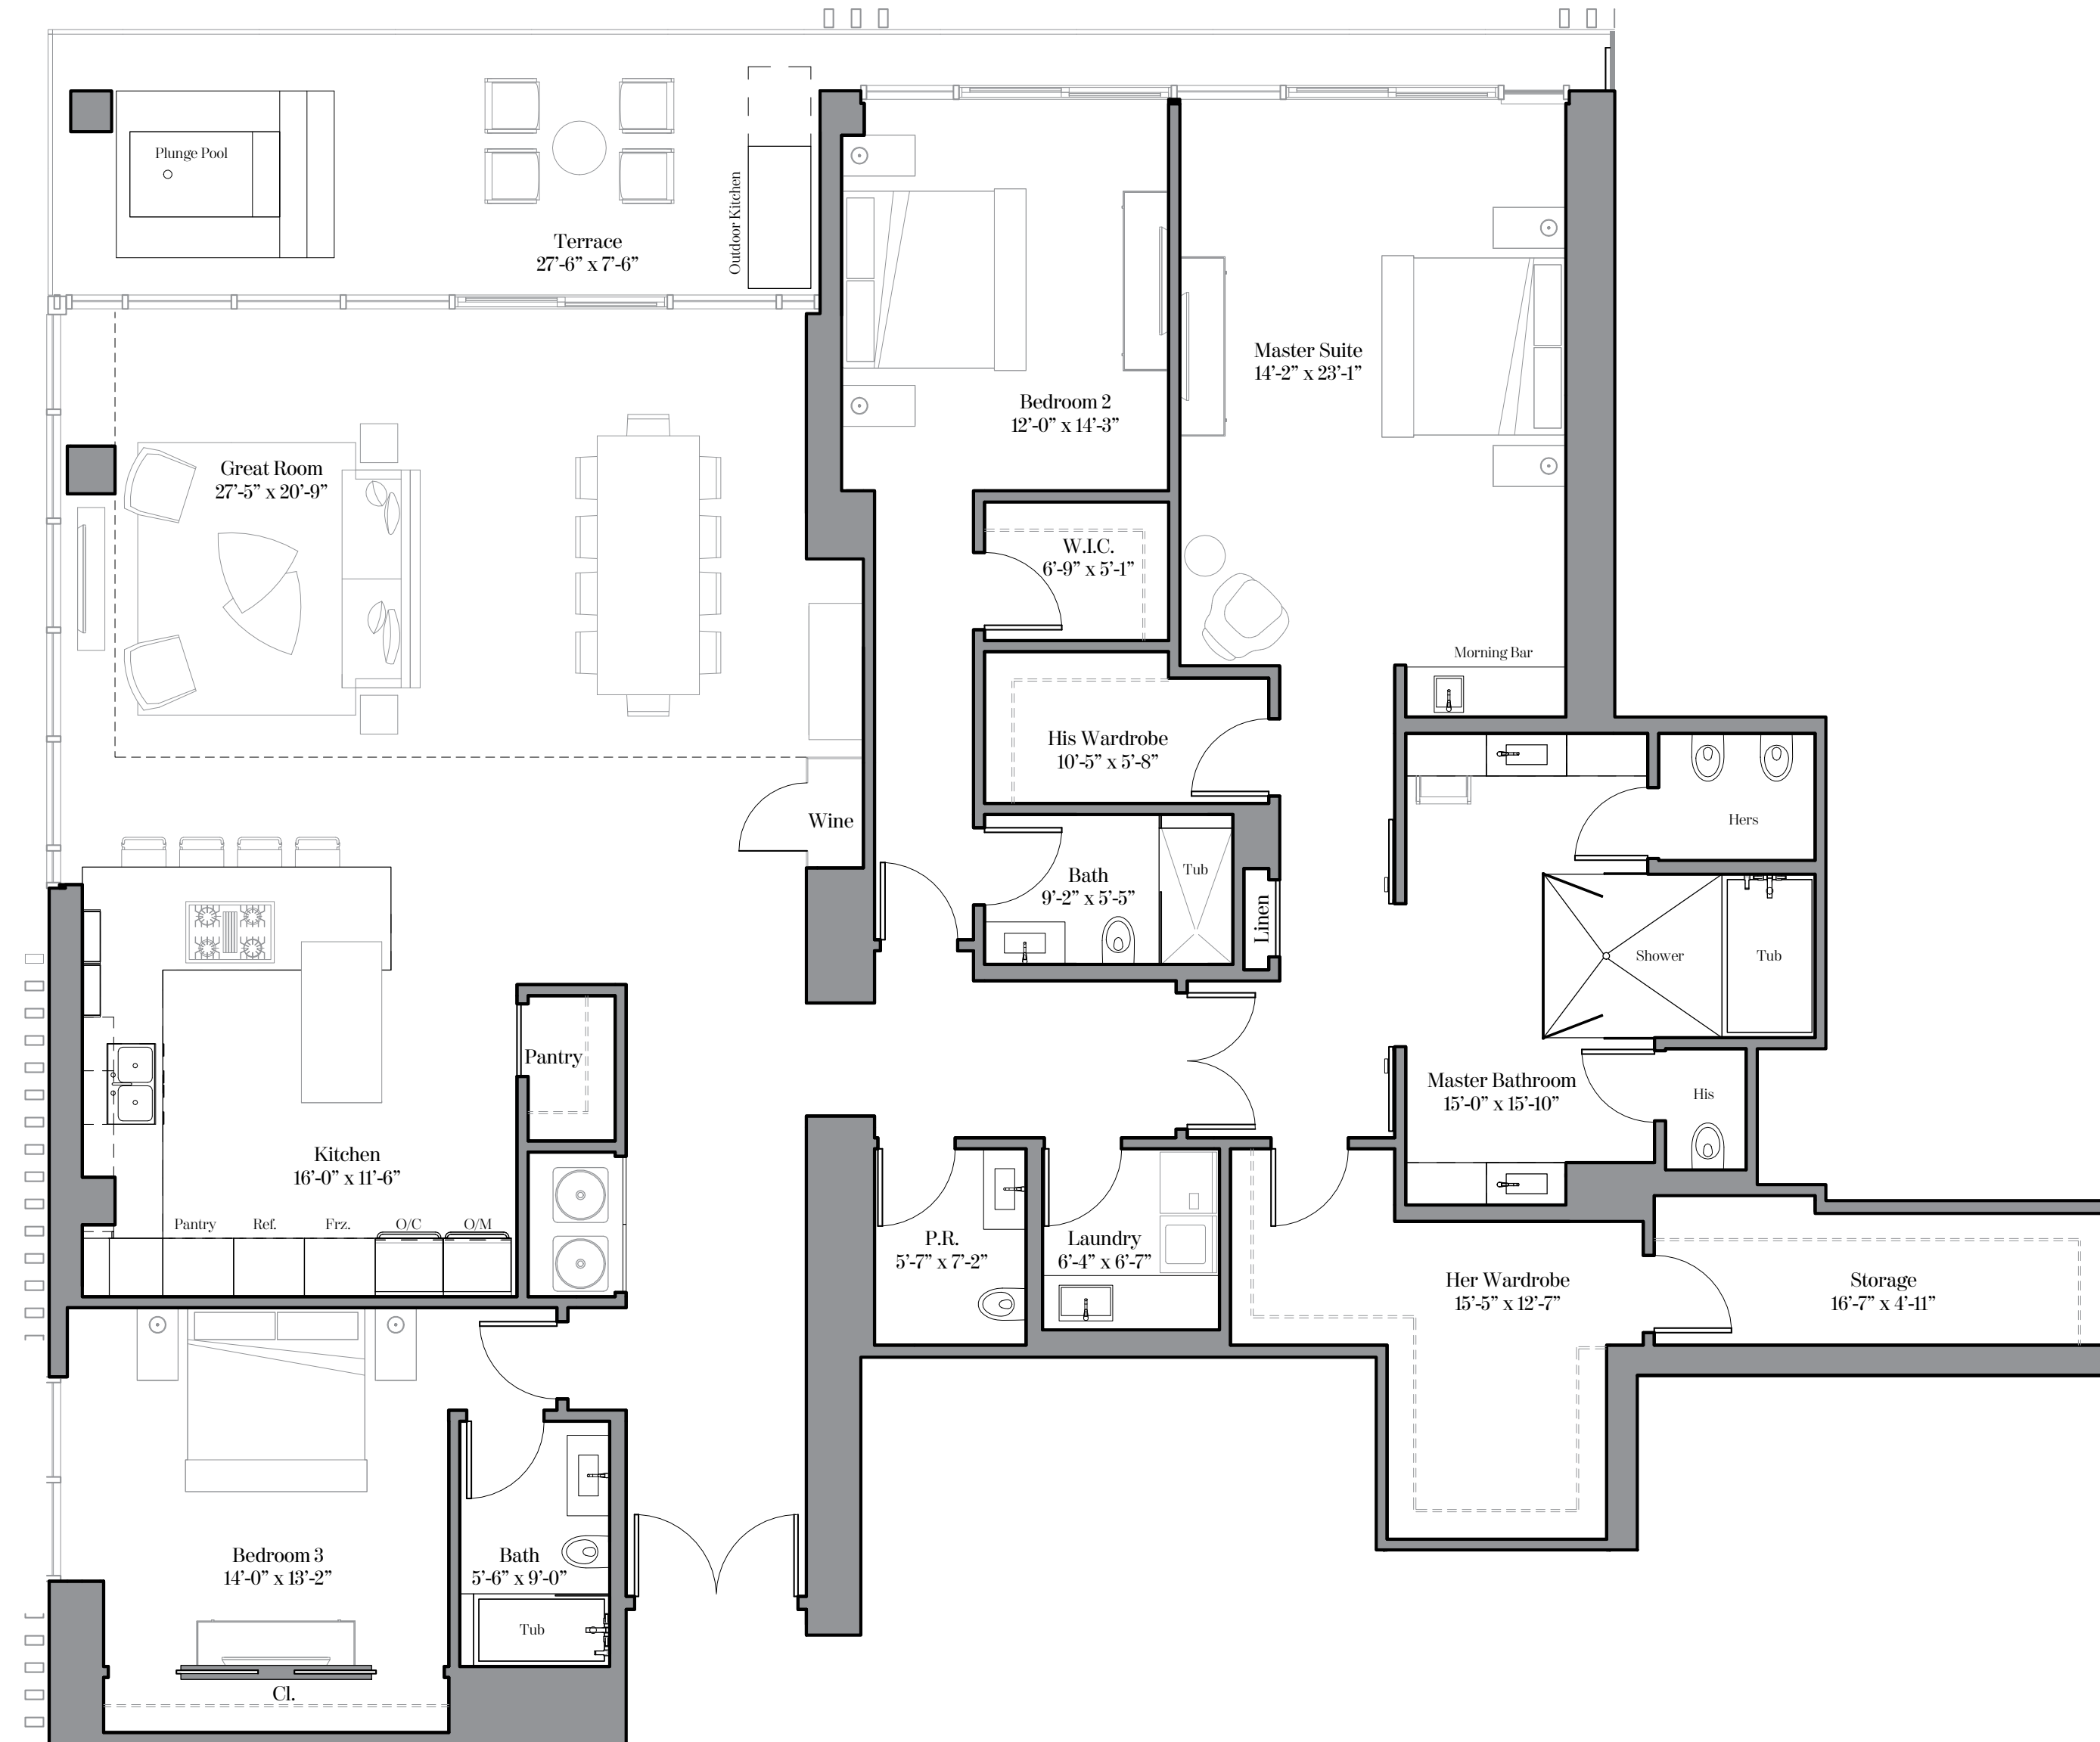 Plunge Pool
Outdoor Kitchen
Terrace
27’-6” x 7’-6”
Master Suite
14’-2” x 23’-1”
Bedroom 2
12’-0” x 14’-3”
Great Room
27’-5” x 20’-9”
W.I.C.
6’-9” x 5’-1”
Morning Bar
His Wardrobe
10’-5” x 5’-8”
Wine
Hers
Bath
9’-2” x 5’-5”
Tub
Linen
Shower
Tub
Pantry
Master Bathroom
15’-0” x 15’-10”
His
Kitchen
16’-0” x 11’-6”
Pantry
Ref.
Frz.
O/C
O/M
P.R.
5’-7” x 7’-2”
Laundry
6’-4” x 6’-7”
Her Wardrobe
15’-5” x 12’-7”
Storage
16’-7” x 4’-11”
Bedroom 3
14’-0” x 13’-2”
Bath
5’-6” x 9’-0”
Tub
Cl.